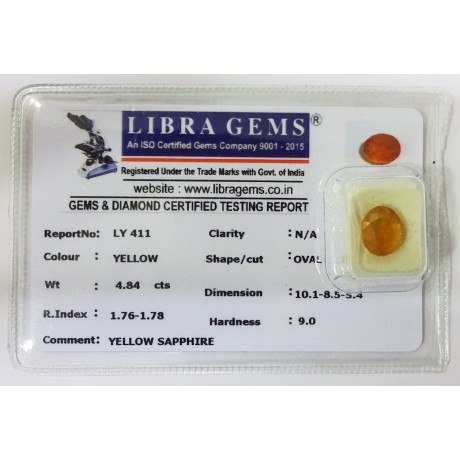 LIBRA GEMS®
An ISO Certified Gems Company 9001 - 2015
Registered Under the Trade Marks with Govt. of India
website : www.libragems.co.in
GEMS & DIAMOND CERTIFIED TESTING REPORT
ReportNo: LY 411 Clarity : N/A
Colour : YELLOW Shape/cut : OVAL
Wt : 4.84 cts Dimension : 10.1-8.5-5.4
R.Index : 1.76-1.78 Hardness : 9.0
Comment: YELLOW SAPPHIRE